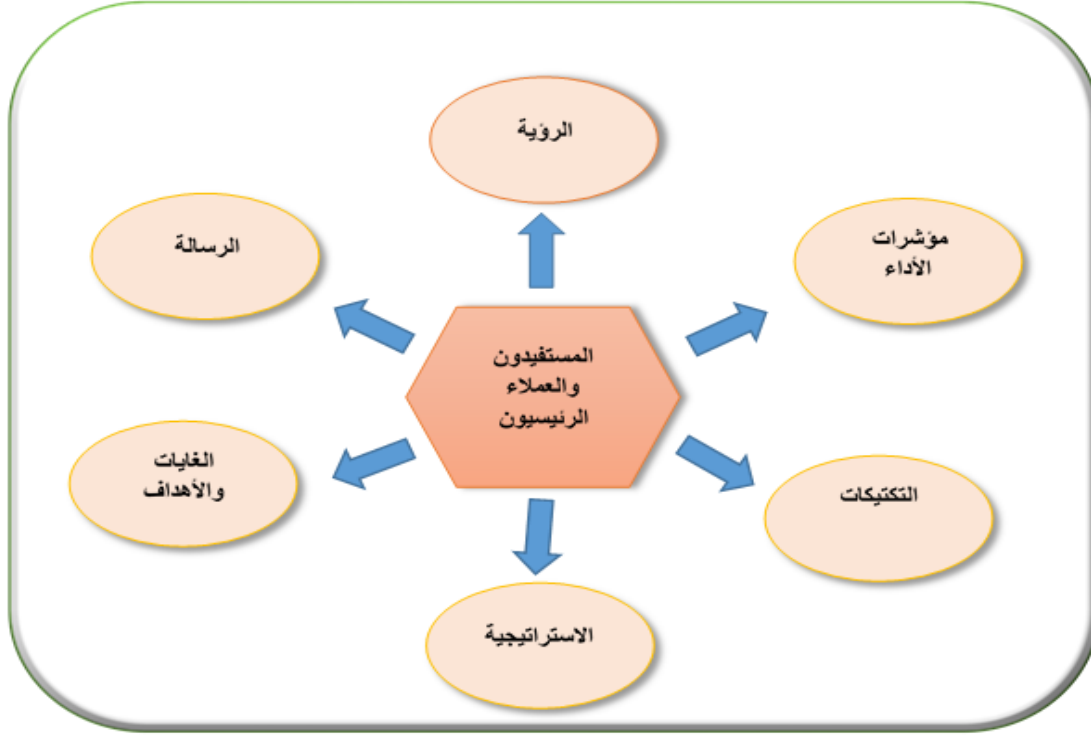 الرؤية
مؤشرات
الأداء
الرسالة
المستفيدون
والعملاء
الرئيسيون
الغايات
والأهداف
التكتيكات
الاستراتيجية